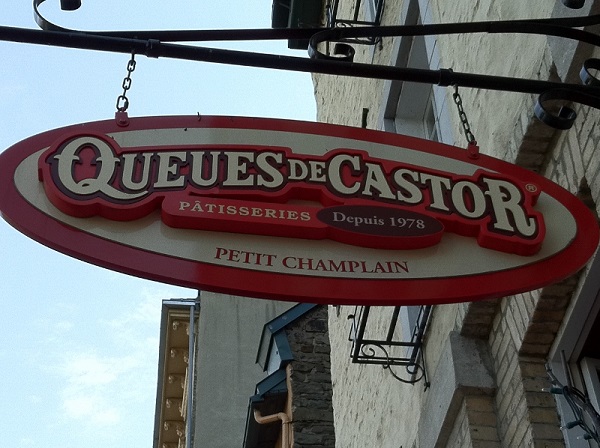 QUEUES DE CASTOR ®
PÂTISSERIES Depuis 1978
PETIT CHAMPLAIN